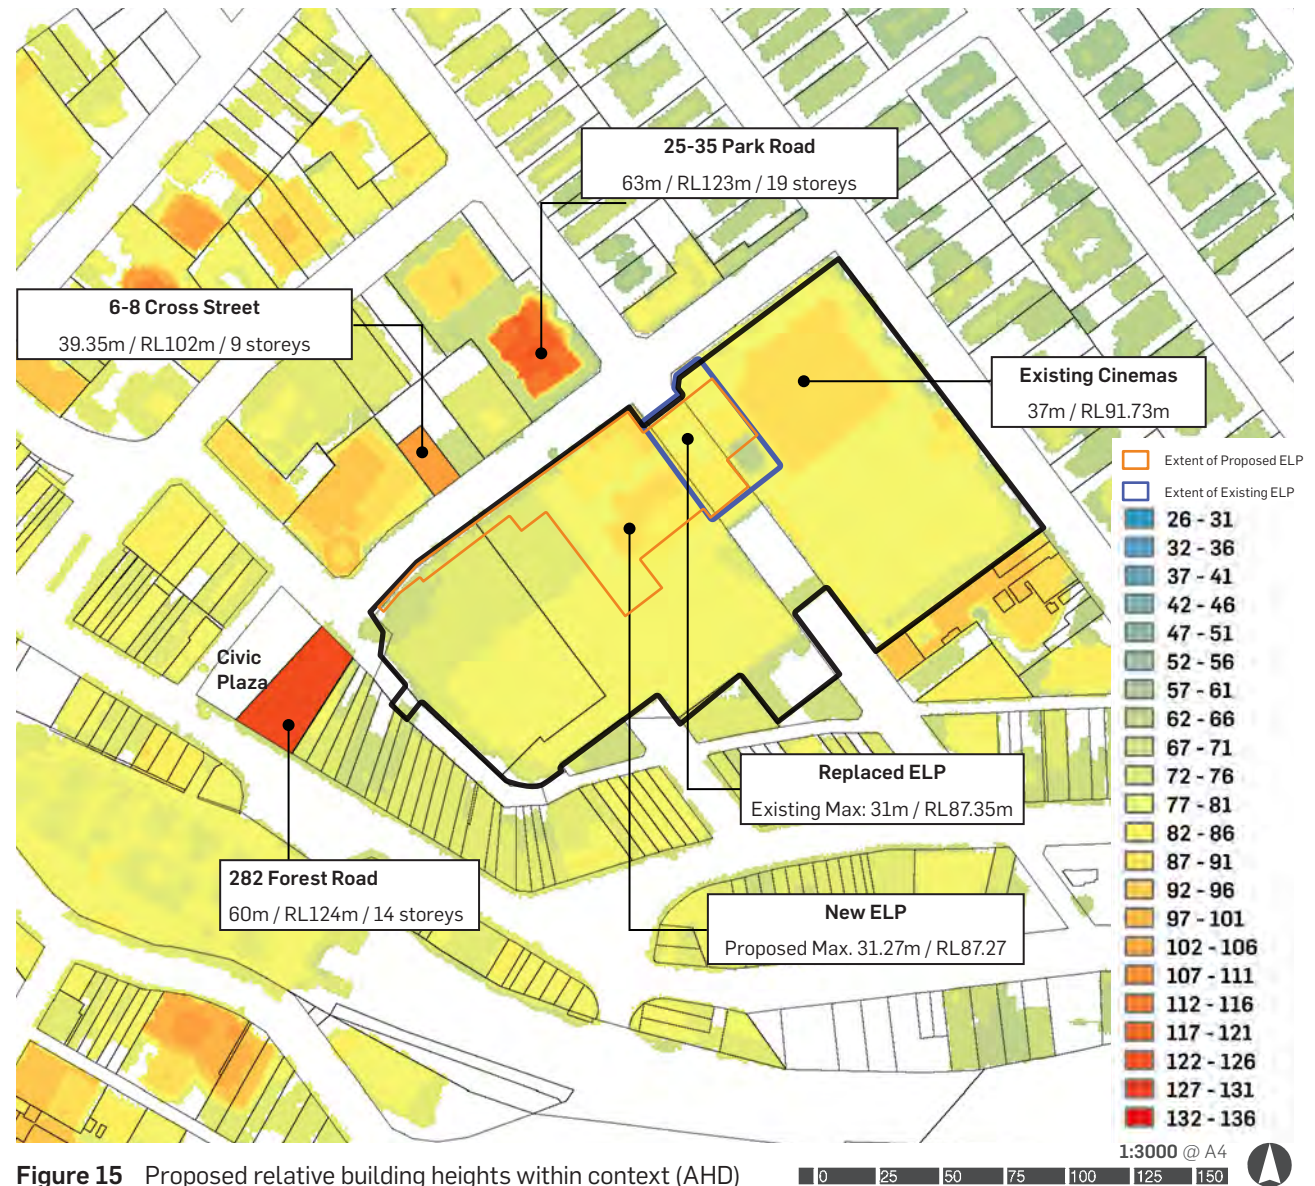 25-35 Park Road
63m / RL123m / 19 storeys
6-8 Cross Street
39.35m / RL102m / 9 storeys
Existing Cinemas
37m / RL91.73m
Extent of Proposed ELP
Extent of Existing ELP
26 - 31
32 - 36
37 - 41
42 - 46
47 - 51
52 - 56
57 - 61
62 - 66
67 - 71
72 - 76
77 - 81
82 - 86
87 - 91
92 - 96
97 - 101
102 - 106
107 - 111
112 - 116
117 - 121
122 - 126
127 - 131
132 - 136
Civic
Plaza
Replaced ELP
Existing Max: 31m / RL87.35m
282 Forest Road
60m / RL124m / 14 storeys
New ELP
Proposed Max. 31.27m / RL87.27
1:3000 @ A4
0 25 50 75 100 125 150
Figure 15 Proposed relative building heights within context (AHD)